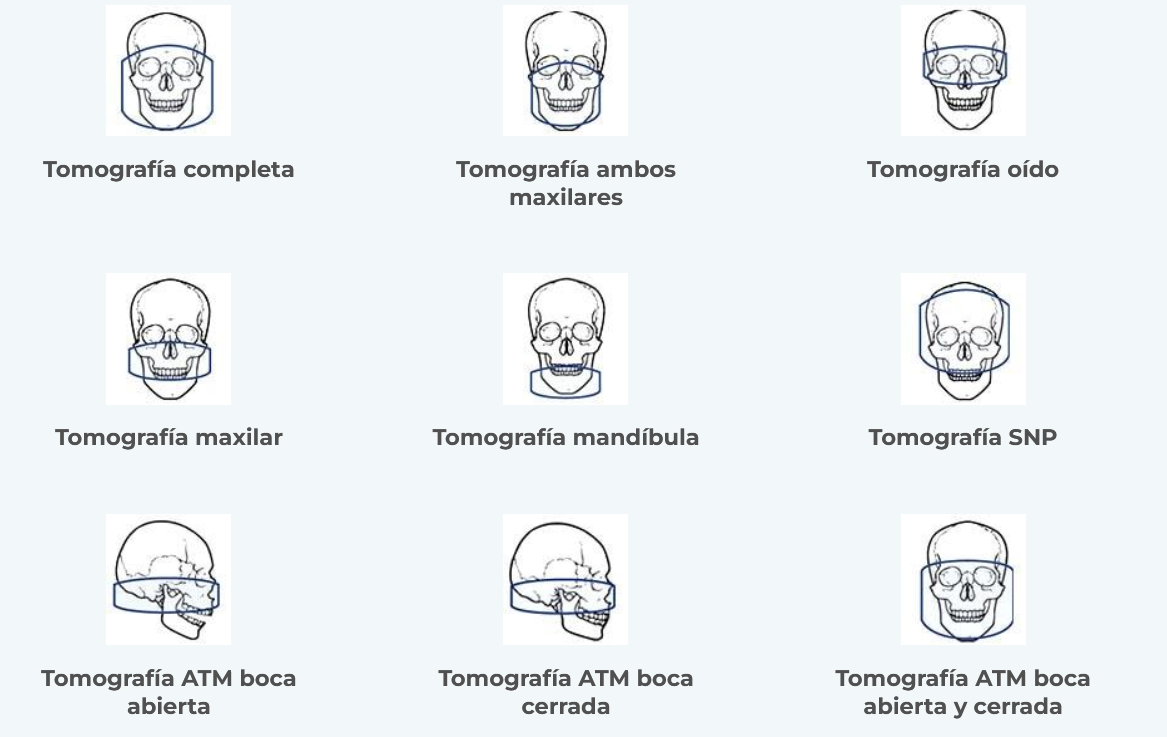 Tomografía completa
Tomografía ambos
maxilares
Tomografía oído
Tomografía maxilar
Tomografía mandíbula
Tomografía SNP
Tomografía ATM boca
abierta
Tomografía ATM boca
cerrada
Tomografía ATM boca
abierta y cerrada